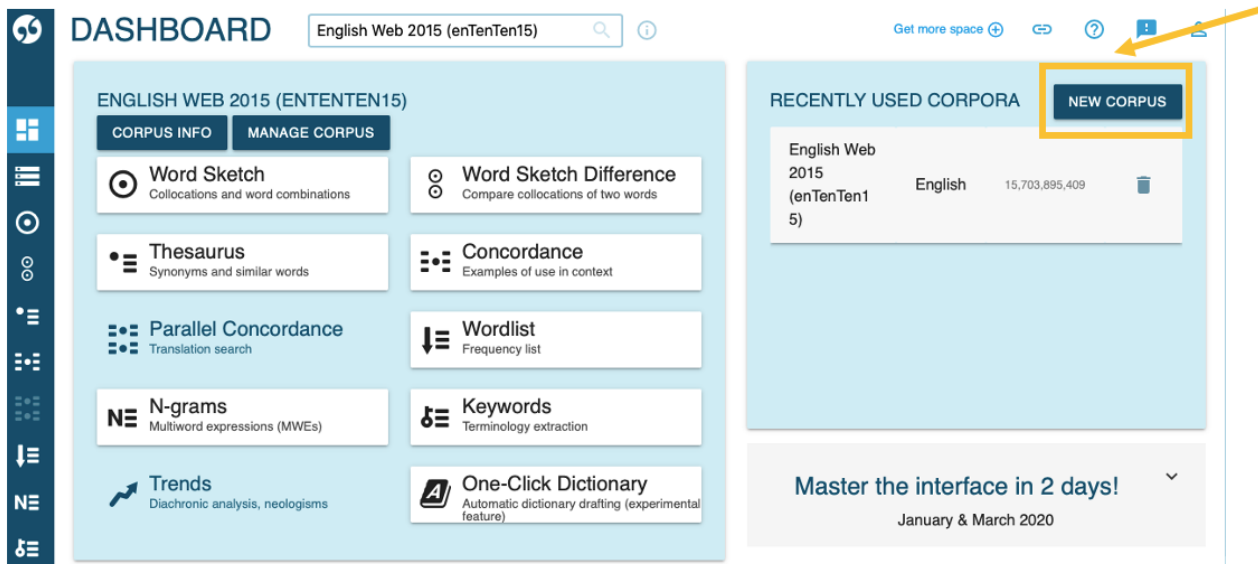 DASHBOARD
English Web 2015 (enTenTen15)
Get more space
ENGLISH WEB 2015 (ENTENTEN15)
CORPUS INFO
MANAGE CORPUS
Word Sketch
Collocations and word combinations
Word Sketch Difference
Compare collocations of two words
Thesaurus
Synonyms and similar words
Concordance
Examples of use in context
Parallel Concordance
Translation search
Wordlist
Frequency list
N-grams
Multiword expressions (MWEs)
Keywords
Terminology extraction
Trends
Diachronic analysis, neologisms
One-Click Dictionary
Automatic dictionary drafting (experimental
feature)
RECENTLY USED CORPORA
NEW CORPUS
English Web
2015
(enTenTen1
5)
English
15,703,895,409
Master the interface in 2 days!
January & March 2020